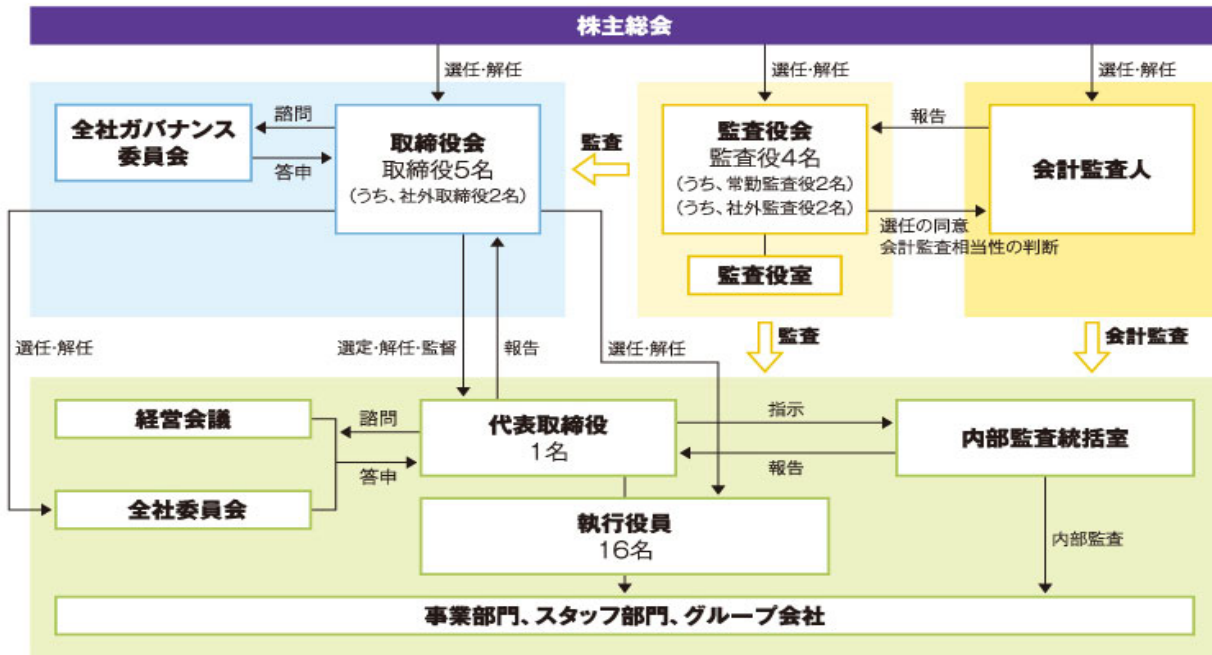 株主総会
選任・解任
選任・解任
選任・解任
全社ガバナンス
委員会
諮問
答申
取締役会
取締役5名
(うち、社外取締役2名)
監査
監査役会
監査役4名
(うち、常勤監査役2名)
(うち、社外監査役2名)
報告
会計監査人
選任の同意
会計監査相当性の判断
監査役室
選任・解任
選定・解任・監督
報告
選任・解任
監査
会計監査
経営会議
諮問
答申
全社委員会
代表取締役
1名
指示
報告
内部監査統括室
執行役員
16名
内部監査
事業部門、スタッフ部門、グループ会社